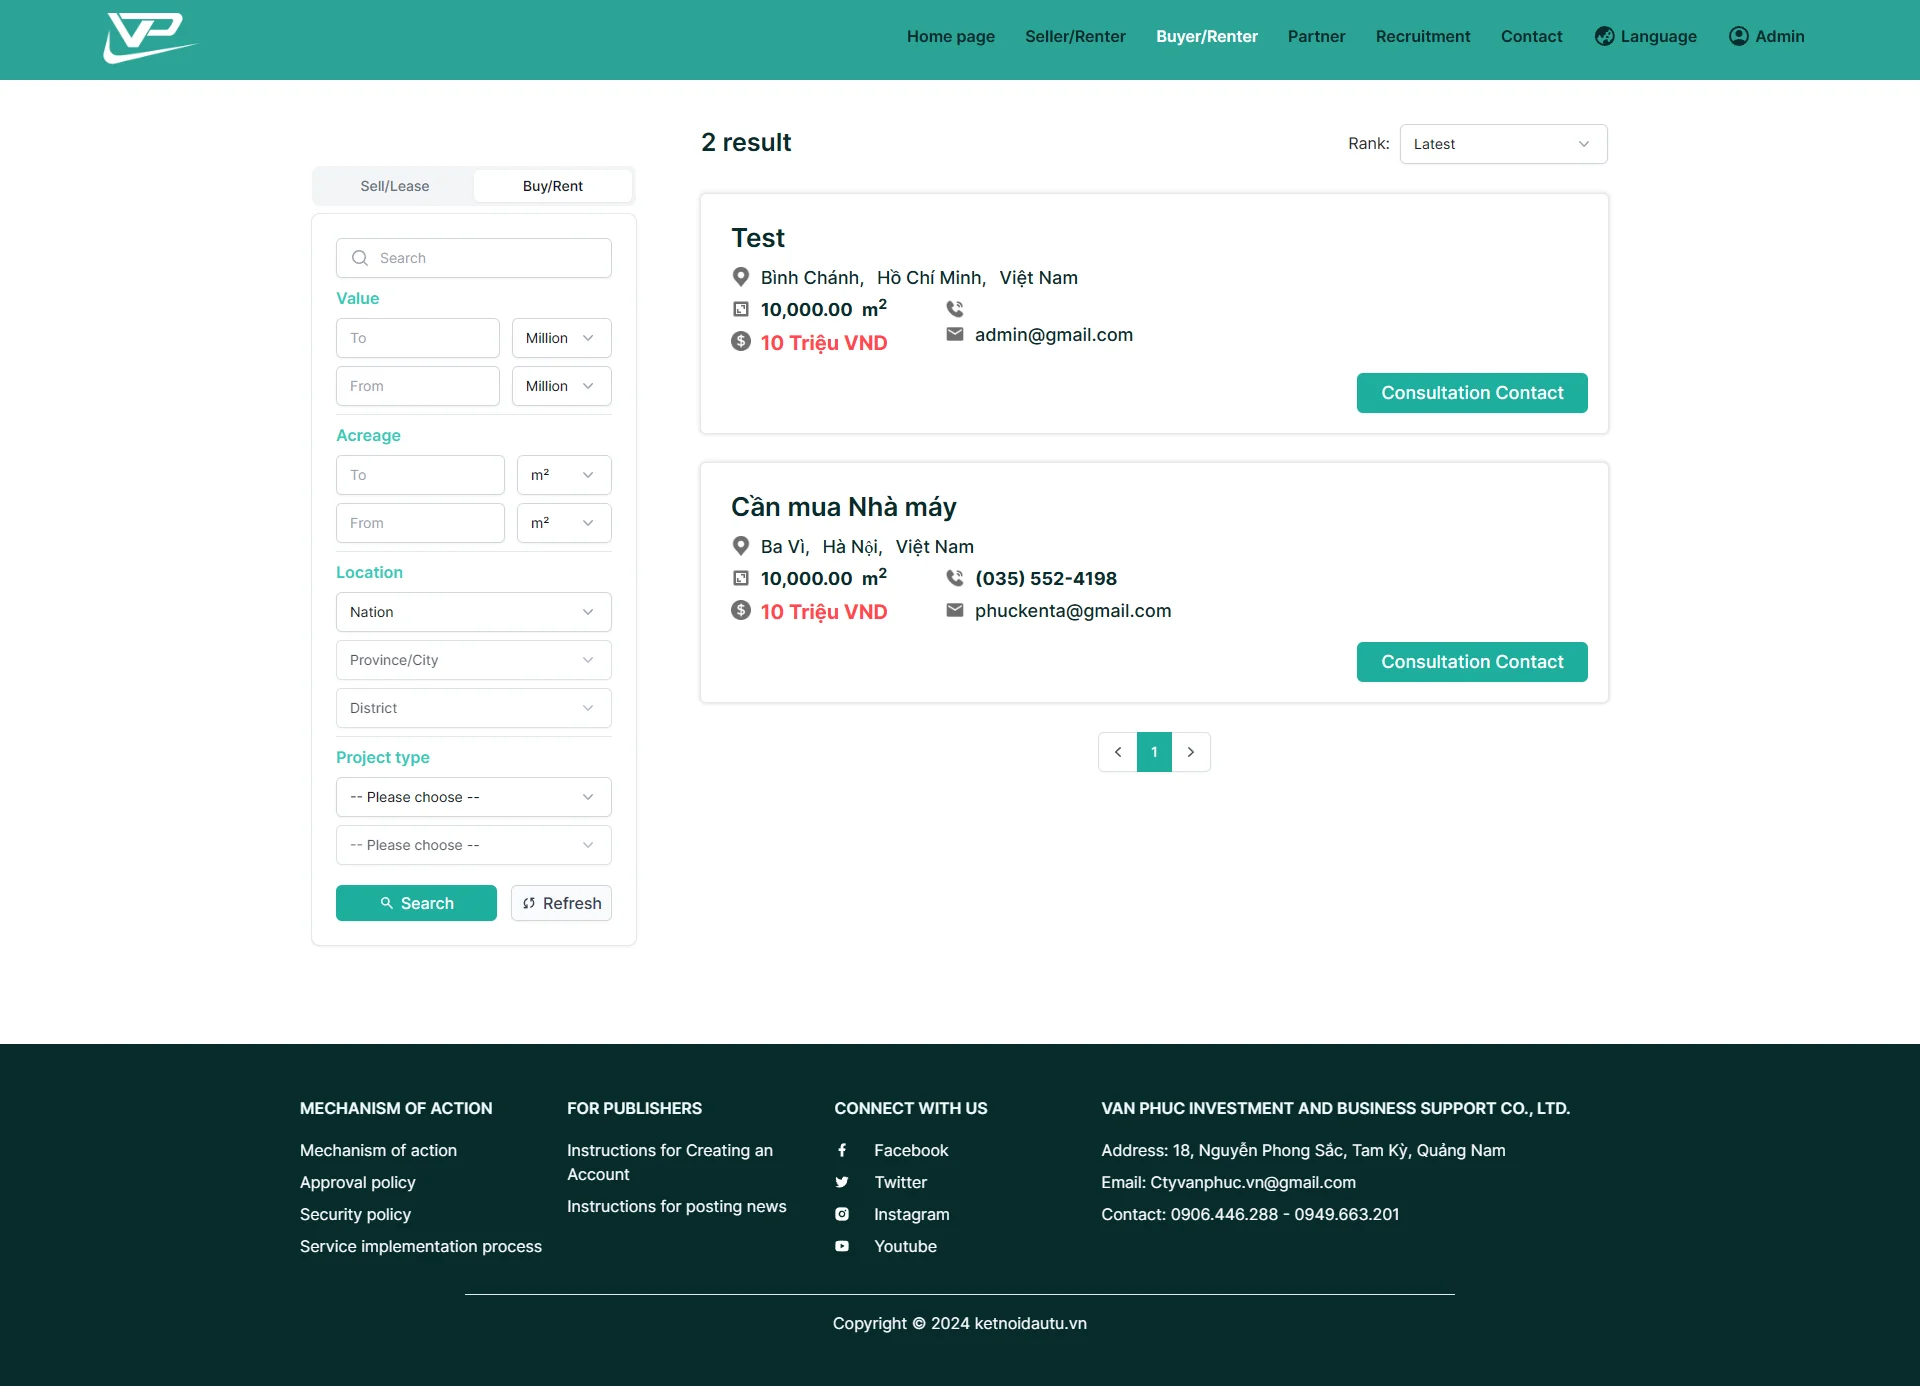 VP
Home page
Seller/Renter
Buyer/Renter
Partner
Recruitment
Contact
Language
Admin
Sell/Lease
Buy/Rent
Search
Value
To
Million
From
Million
Acreage
To
m²
From
m²
Location
Nation
Province/City
District
Project type
-- Please choose --
-- Please choose --
Search
Refresh
2 result
Rank:
Latest
Test
Bình Chánh, Hồ Chí Minh, Việt Nam
10,000.00 m²
10 Triệu VND
admin@gmail.com
Consultation Contact
Cần mua Nhà máy
Ba Vì, Hà Nội, Việt Nam
10,000.00 m²
(035) 552-4198
10 Triệu VND
phuckenta@gmail.com
Consultation Contact
1
MECHANISM OF ACTION
Mechanism of action
Approval policy
Security policy
Service implementation process
FOR PUBLISHERS
Instructions for Creating an
Account
Instructions for posting news
CONNECT WITH US
Facebook
Twitter
Instagram
Youtube
VAN PHUC INVESTMENT AND BUSINESS SUPPORT CO., LTD.
Address: 18, Nguyễn Phong Sắc, Tam Kỳ, Quảng Nam
Email: Ctyvanphuc.vn@gmail.com
Contact: 0906.446.288 - 0949.663.201
Copyright © 2024 ketnoidautu.vn